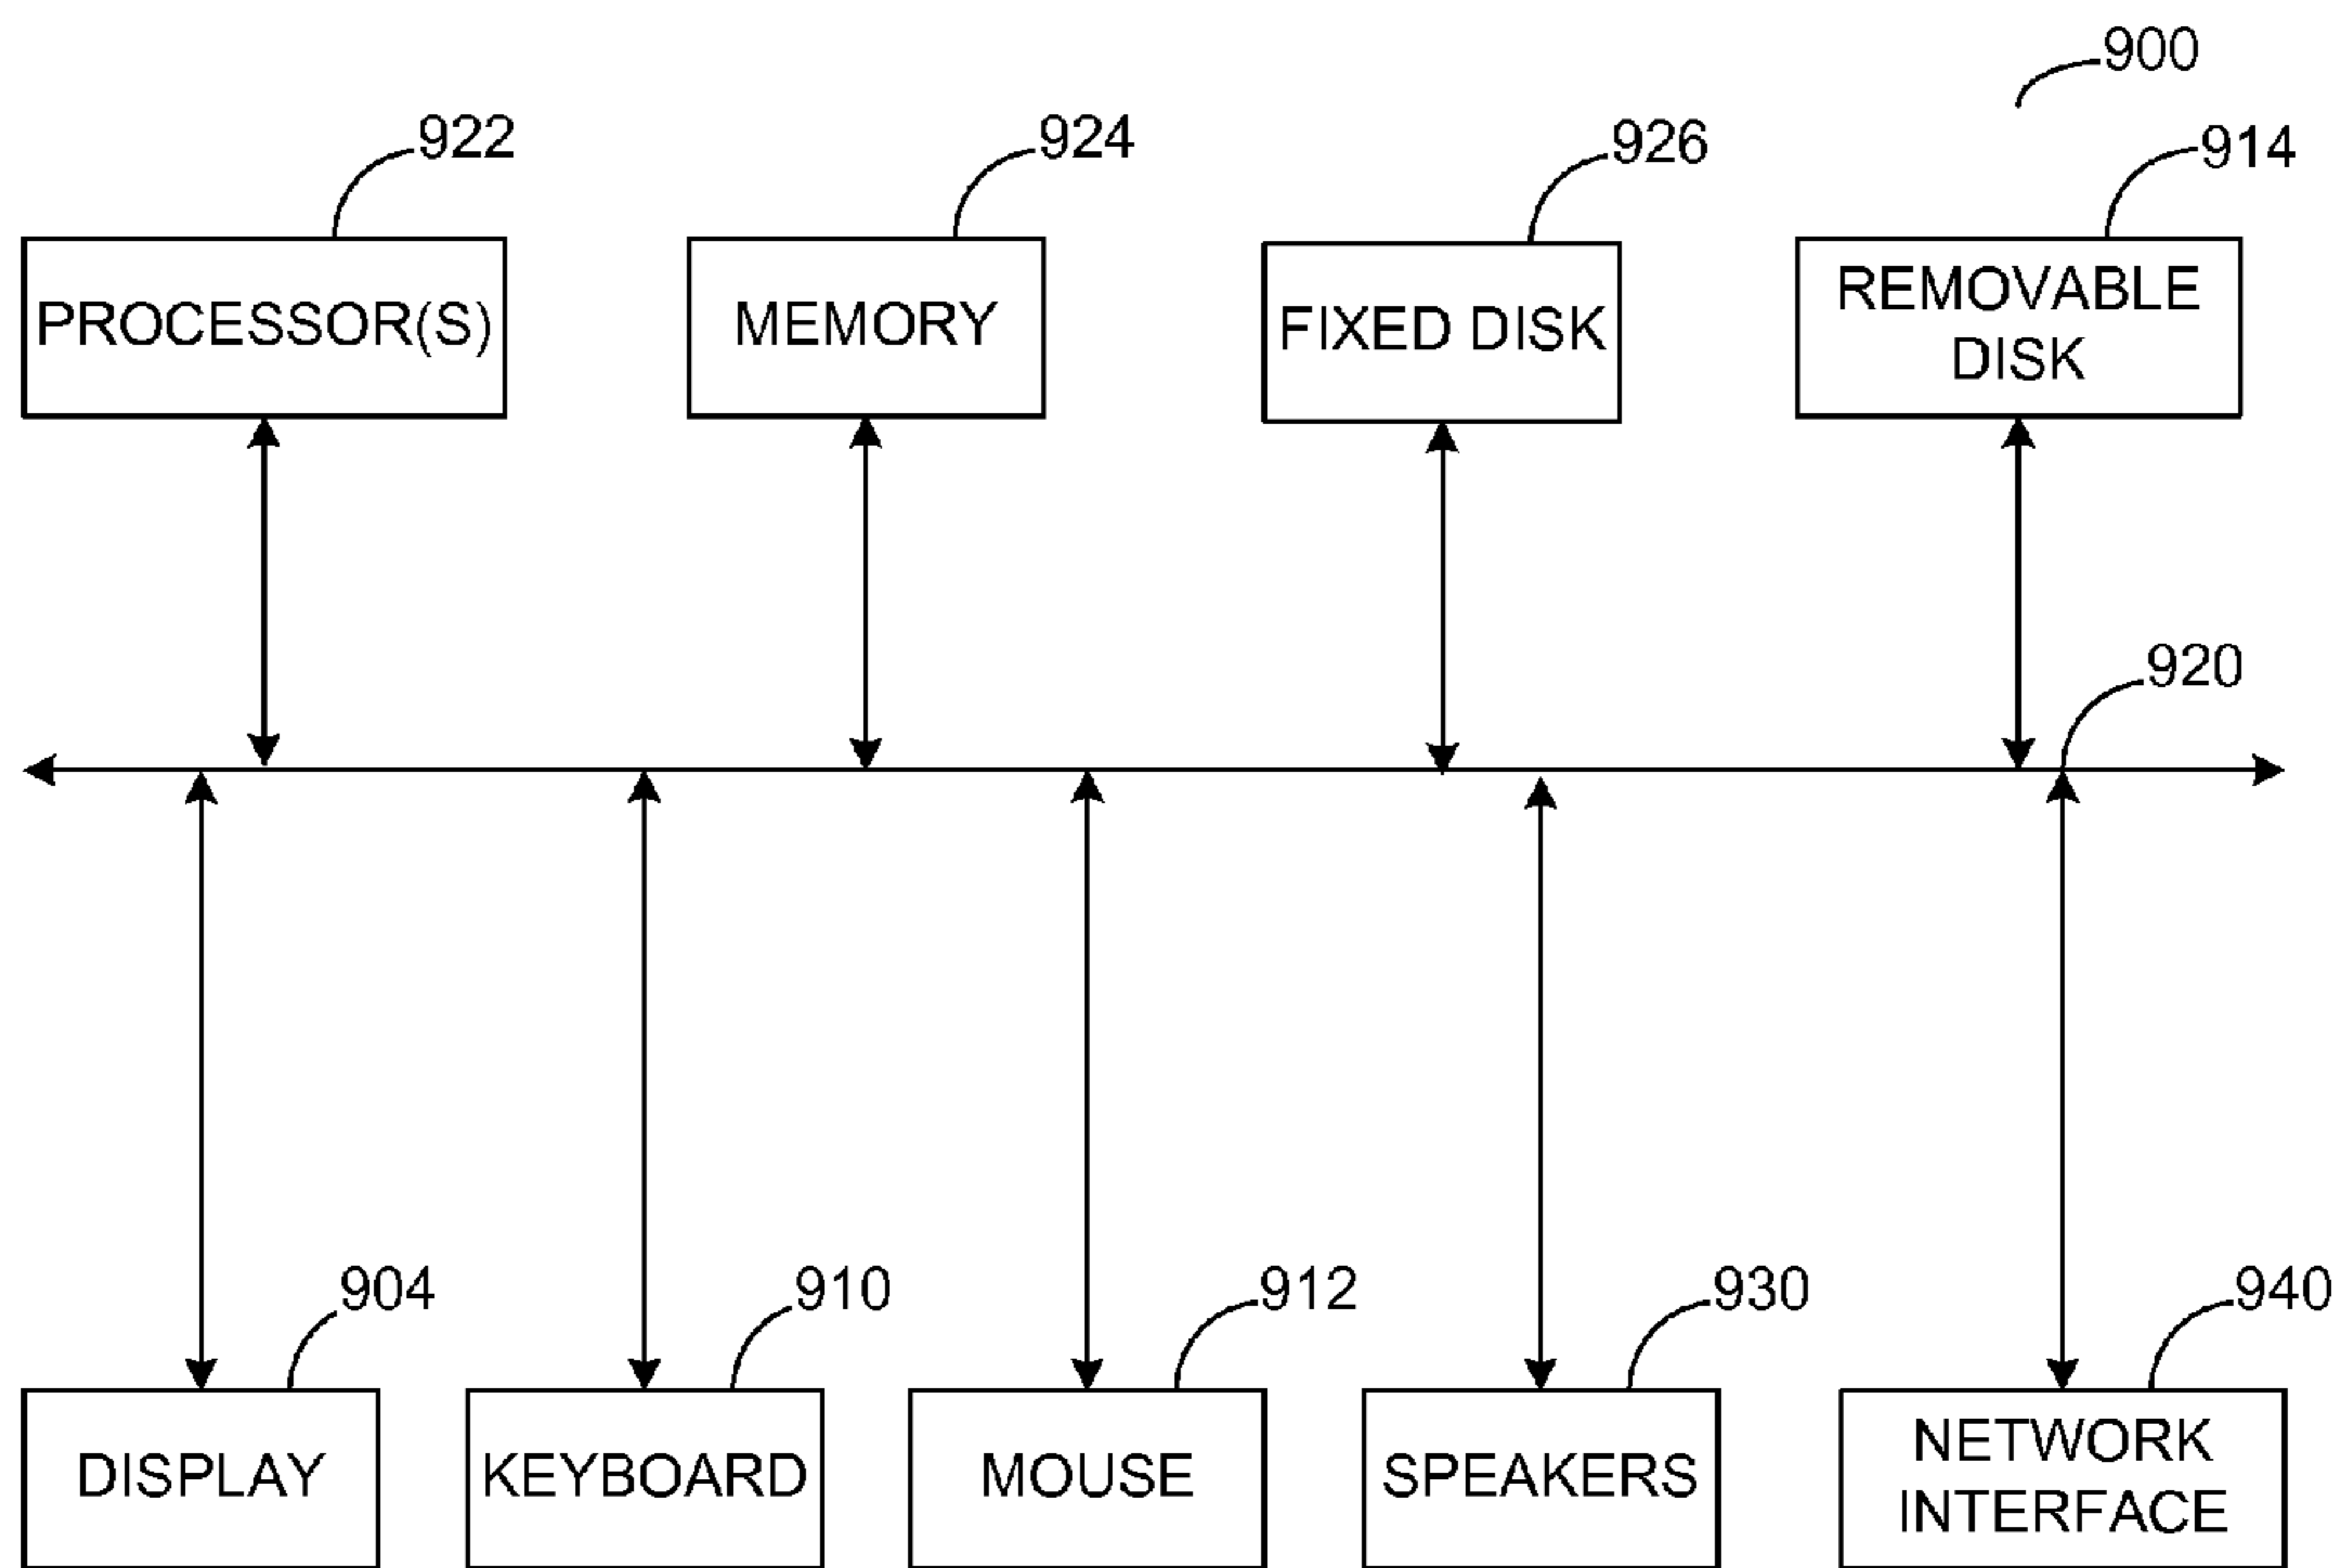 900
922
924
926
914
PROCESSOR(S)
MEMORY
FIXED DISK
REMOVABLE
DISK
920
904
910
912
930
940
DISPLAY
KEYBOARD
MOUSE
SPEAKERS
NETWORK
INTERFACE